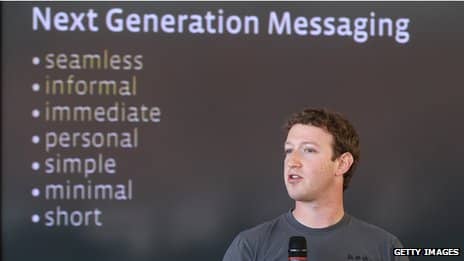 Next Generation Messaging
• seamless
• informal
• immediate
• personal
• simple
• minimal
• short
GETTY IMAGES